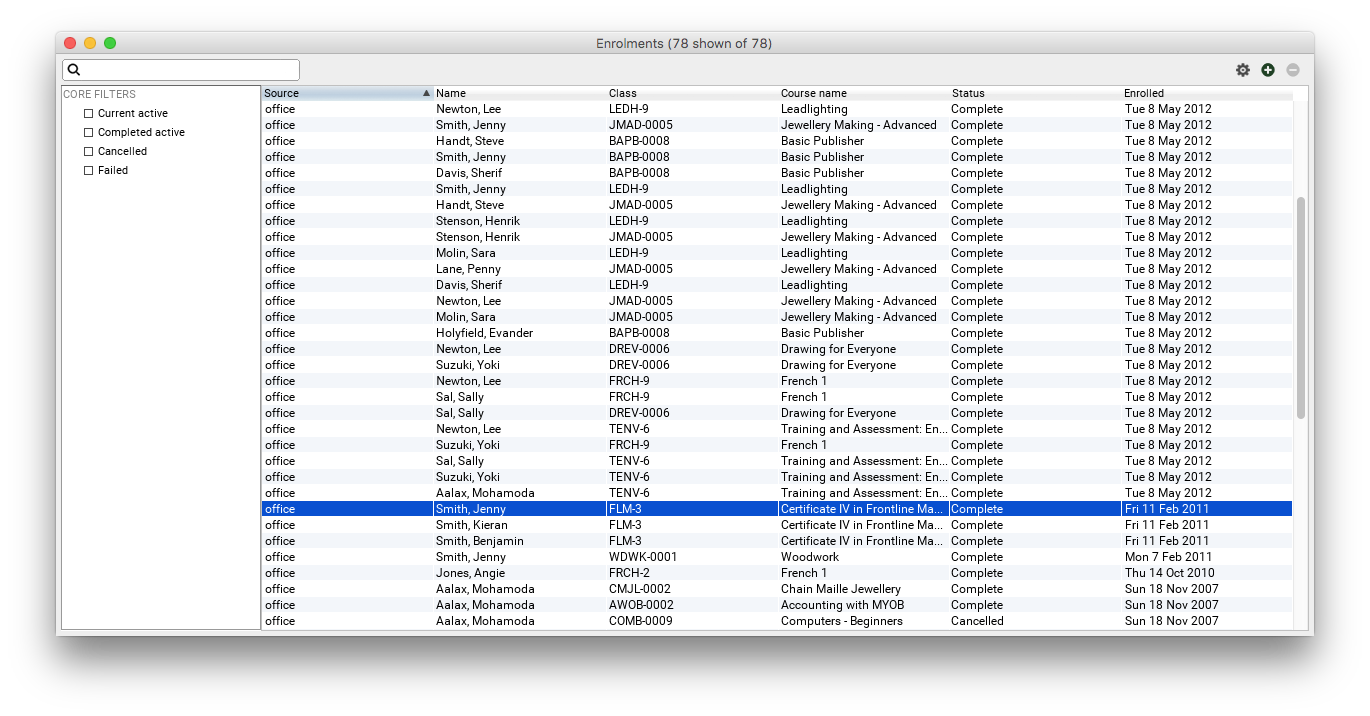 Enrolments (78 shown of 78)
CORE FILTERS
Current active
Completed active
Cancelled
Failed
Source Name Class Course name Status Enrolled
office Newton, Lee LEDH-9 Leadlighting Complete Tue 8 May 2012
office Smith, Jenny JMAD-0005 Jewellery Making - Advanced Complete Tue 8 May 2012
office Handt, Steve BAPB-0008 Basic Publisher Complete Tue 8 May 2012
office Smith, Jenny BAPB-0008 Basic Publisher Complete Tue 8 May 2012
office Davis, Sherif BAPB-0008 Basic Publisher Complete Tue 8 May 2012
office Smith, Jenny LEDH-9 Leadlighting Complete Tue 8 May 2012
office Handt, Steve JMAD-0005 Jewellery Making - Advanced Complete Tue 8 May 2012
office Stenson, Henrik LEDH-9 Leadlighting Complete Tue 8 May 2012
office Stenson, Henrik JMAD-0005 Jewellery Making - Advanced Complete Tue 8 May 2012
office Molin, Sara LEDH-9 Leadlighting Complete Tue 8 May 2012
office Lane, Penny JMAD-0005 Jewellery Making - Advanced Complete Tue 8 May 2012
office Davis, Sherif LEDH-9 Leadlighting Complete Tue 8 May 2012
office Newton, Lee JMAD-0005 Jewellery Making - Advanced Complete Tue 8 May 2012
office Molin, Sara JMAD-0005 Jewellery Making - Advanced Complete Tue 8 May 2012
office Holyfield, Evander BAPB-0008 Basic Publisher Complete Tue 8 May 2012
office Newton, Lee DREV-0006 Drawing for Everyone Complete Tue 8 May 2012
office Suzuki, Yoki DREV-0006 Drawing for Everyone Complete Tue 8 May 2012
office Newton, Lee FRCH-9 French 1 Complete Tue 8 May 2012
office Sal, Sally FRCH-9 French 1 Complete Tue 8 May 2012
office Sal, Sally DREV-0006 Drawing for Everyone Complete Tue 8 May 2012
office Newton, Lee TENV-6 Training and Assessment: En... Complete Tue 8 May 2012
office Suzuki, Yoki FRCH-9 French 1 Complete Tue 8 May 2012
office Sal, Sally TENV-6 Training and Assessment: En... Complete Tue 8 May 2012
office Suzuki, Yoki TENV-6 Training and Assessment: En... Complete Tue 8 May 2012
office Aalax, Mohamoda TENV-6 Training and Assessment: En... Complete Tue 8 May 2012
office Smith, Jenny FLM-3 Certificate IV in Frontline Ma... Complete Fri 11 Feb 2011
office Smith, Kieran FLM-3 Certificate IV in Frontline Ma... Complete Fri 11 Feb 2011
office Smith, Benjamin FLM-3 Certificate IV in Frontline Ma... Complete Fri 11 Feb 2011
office Smith, Jenny WDWK-0001 Woodwork Complete Mon 7 Feb 2011
office Jones, Angie FRCH-2 French 1 Complete Thu 14 Oct 2010
office Aalax, Mohamoda CMJL-0002 Chain Maille Jewellery Complete Sun 18 Nov 2007
office Aalax, Mohamoda AWOB-0002 Accounting with MYOB Complete Sun 18 Nov 2007
office Aalax, Mohamoda COMB-0009 Computers - Beginners Cancelled Sun 18 Nov 2007